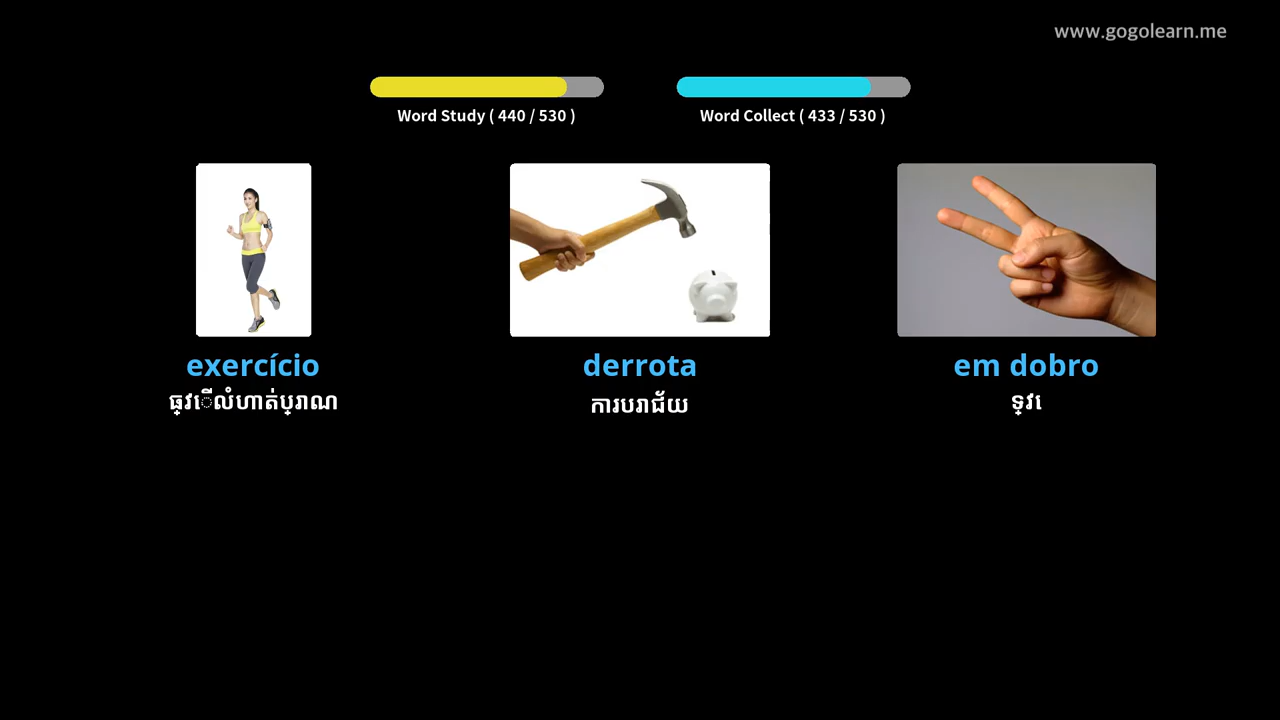 www.gogolearn.me
Word Study ( 440 / 530 )
Word Collect ( 433 / 530 )
exercício
derrota
em dobro
ធ្វើលំហាត់ប្រាណ
ការបរាជ័យ
ទ្វេ